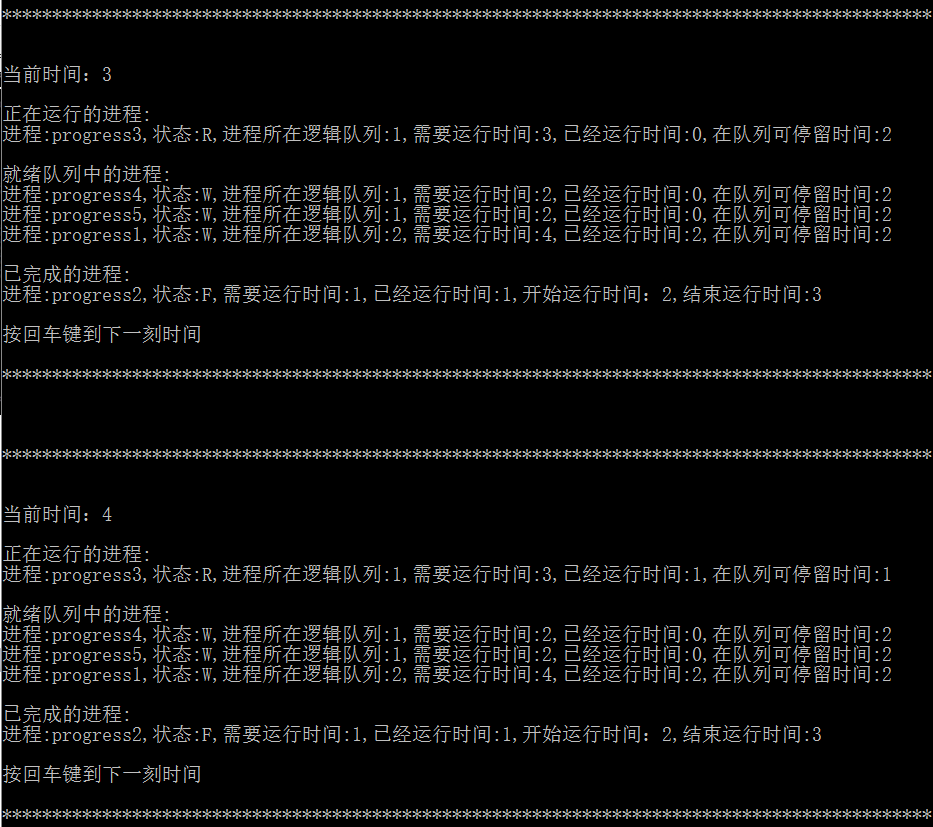 *********************************************************************************************
当前时间：3
正在运行的进程:
进程:progress3,状态:R,进程所在逻辑队列:1,需要运行时间:3,已经运行时间:0,在队列可停留时间:2
就绪队列中的进程:
进程:progress4,状态:W,进程所在逻辑队列:1,需要运行时间:2,已经运行时间:0,在队列可停留时间:2
进程:progress5,状态:W,进程所在逻辑队列:1,需要运行时间:2,已经运行时间:0,在队列可停留时间:2
进程:progress1,状态:W,进程所在逻辑队列:2,需要运行时间:4,已经运行时间:2,在队列可停留时间:2
已完成的进程:
进程:progress2,状态:F,需要运行时间:1,已经运行时间:1,开始运行时间：2,结束运行时间:3
按回车键到下一刻时间
*********************************************************************************************
*********************************************************************************************
当前时间：4
正在运行的进程:
进程:progress3,状态:R,进程所在逻辑队列:1,需要运行时间:3,已经运行时间:1,在队列可停留时间:1
就绪队列中的进程:
进程:progress4,状态:W,进程所在逻辑队列:1,需要运行时间:2,已经运行时间:0,在队列可停留时间:2
进程:progress5,状态:W,进程所在逻辑队列:1,需要运行时间:2,已经运行时间:0,在队列可停留时间:2
进程:progress1,状态:W,进程所在逻辑队列:2,需要运行时间:4,已经运行时间:2,在队列可停留时间:2
已完成的进程:
进程:progress2,状态:F,需要运行时间:1,已经运行时间:1,开始运行时间：2,结束运行时间:3
按回车键到下一刻时间
*********************************************************************************************